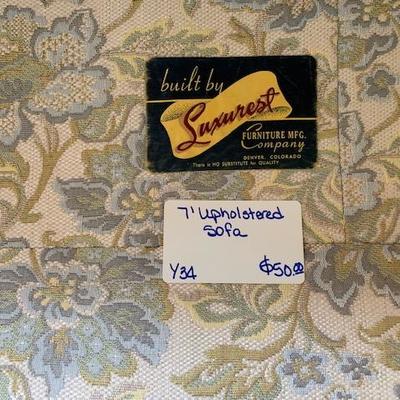 built by
Luxurest
FURNITURE MFG.
Company
DENVER, COLORADO
There is NO SUBSTITUTE for QUALITY
7' Upholstered
Sofa
Y34 $50.00